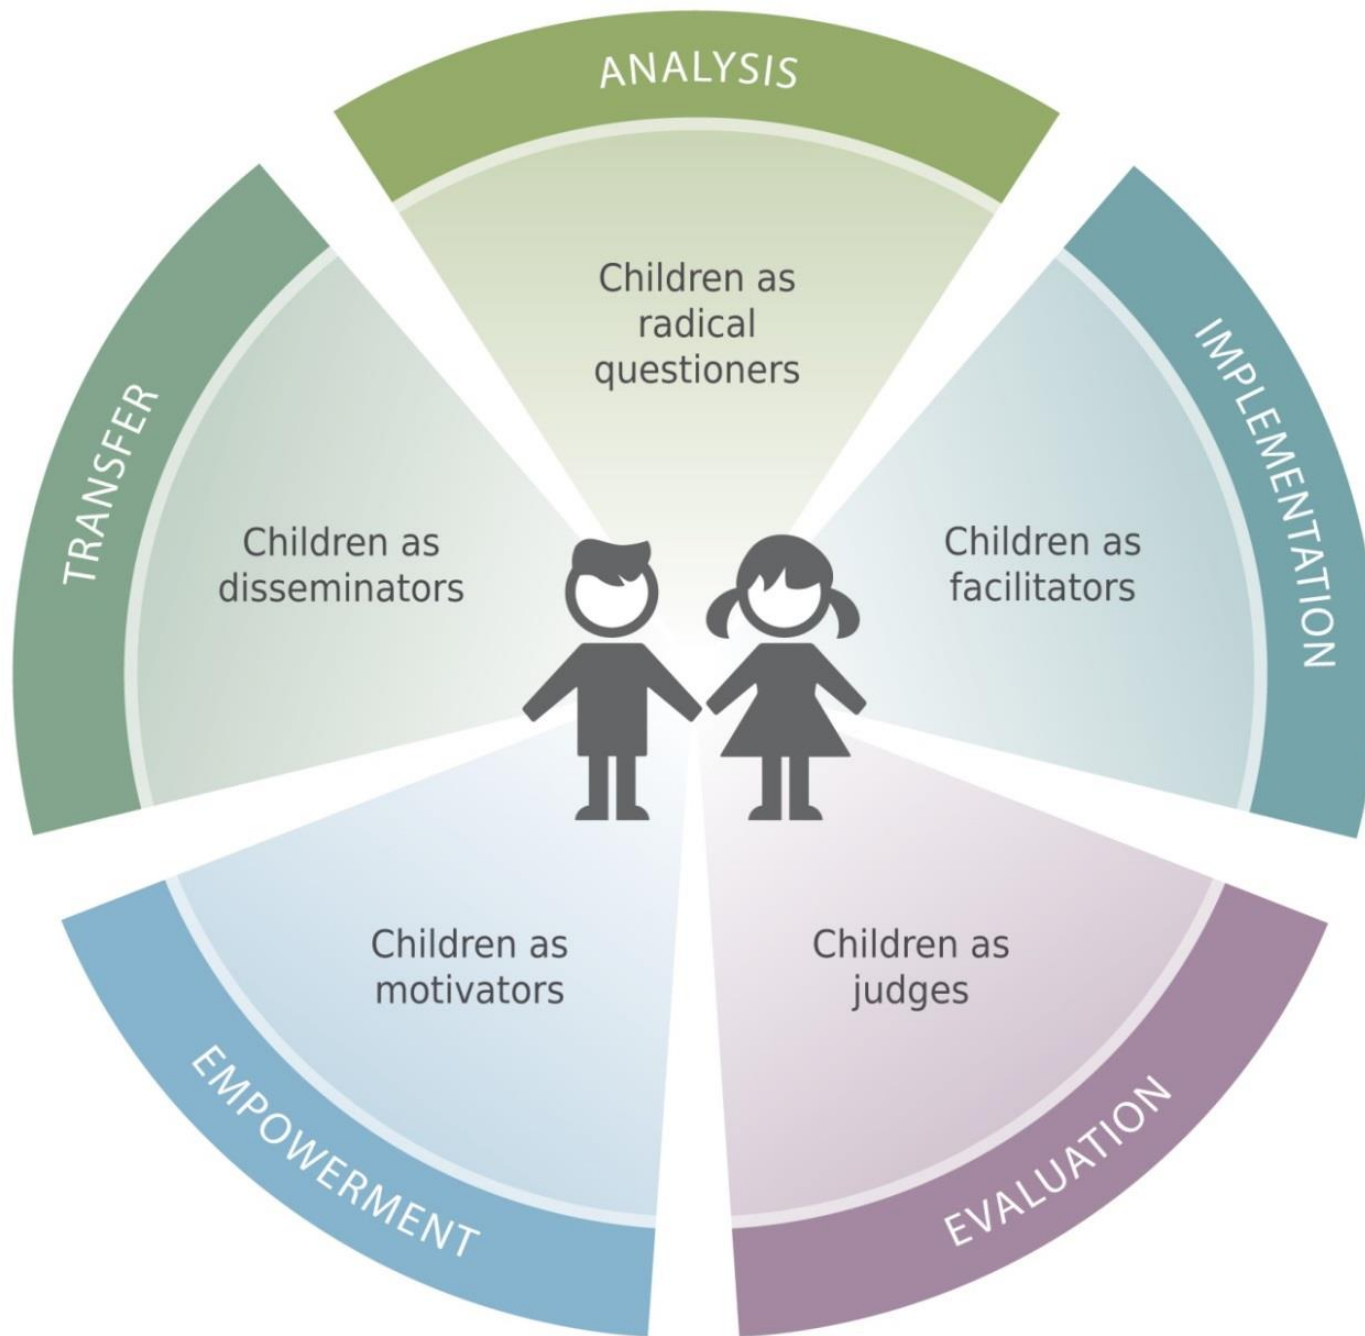 ANALYSIS
Children as
radical
questioners
IMPLEMENTATION
Children as
facilitators
EVALUATION
Children as
judges
EMPOWERMENT
Children as
motivators
TRANSFER
Children as
disseminators